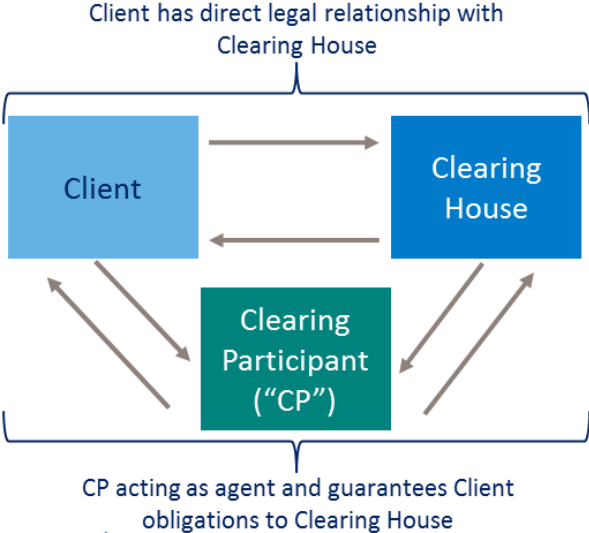 Client has direct legal relationship with
Clearing House
Client
Clearing
House
Clearing
Participant
(“CP”)
CP acting as agent and guarantees Client
obligations to Clearing House